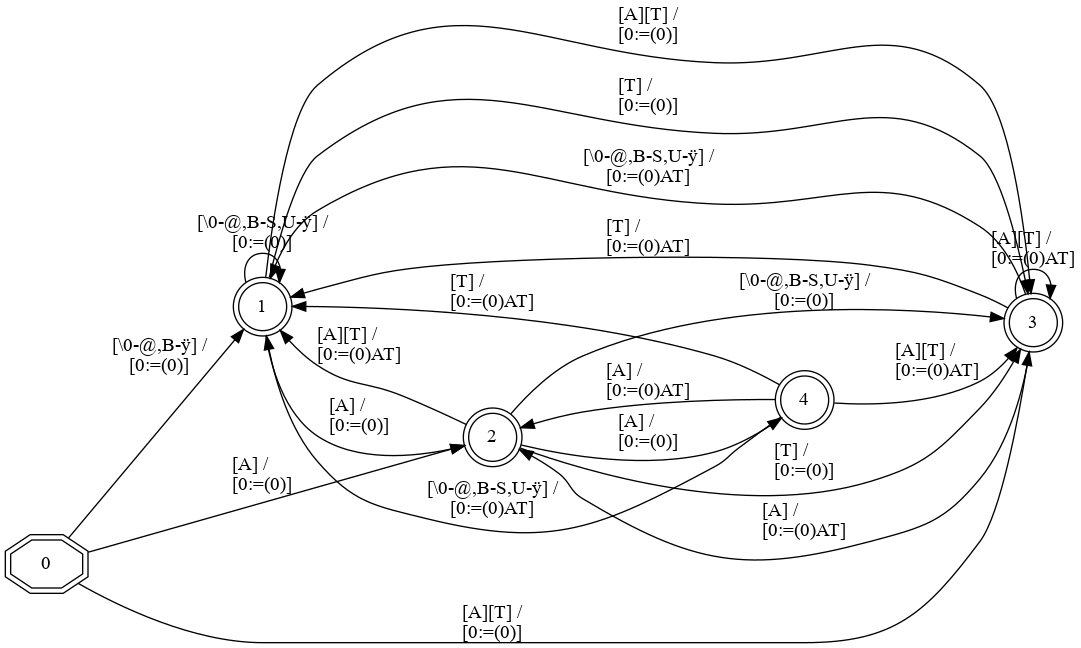 [A][T] /
[0:=(0)]
[T] /
[0:=(0)]
[\0-@,B-S,U-ÿ] /
[0:=(0)AT]
[\0-@,B-S,U-ÿ] /
[0:=(0)]
[T] /
[0:=(0)AT]
[A][T] /
[0:=(0)AT]
[T] /
[0:=(0)AT]
[\0-@,B-S,U-ÿ] /
[0:=(0)]
1
3
[\0-@,B-ÿ] /
[0:=(0)]
[A][T] /
[0:=(0)AT]
[A][T] /
[0:=(0)AT]
[A] /
[0:=(0)AT]
4
[A] /
[0:=(0)]
[A] /
[0:=(0)]
2
[A] /
[0:=(0)]
[T] /
[0:=(0)]
[\0-@,B-S,U-ÿ] /
[0:=(0)AT]
[A] /
[0:=(0)AT]
0
[A][T] /
[0:=(0)]